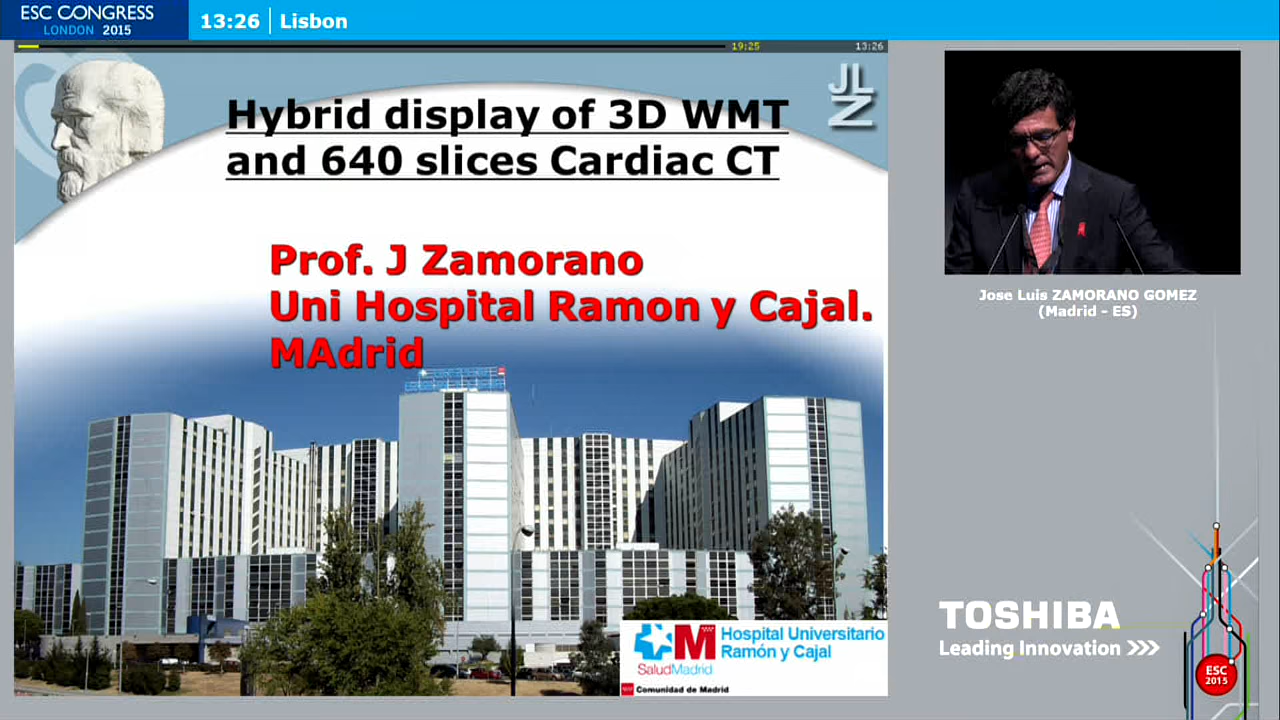 ESC CONGRESS
LONDON 2015
13:26 | Lisbon
19:25
13:26
JL
Z
Hybrid display of 3D WMT
and 640 slices Cardiac CT
Prof. J Zamorano
Uni Hospital Ramon y Cajal.
MAdrid
M Hospital Universitario
Ramón y Cajal
SaludMadrid
Comunidad de Madrid
Jose Luis ZAMORANO GOMEZ
(Madrid - ES)
TOSHIBA
Leading Innovation >>>
ESC
2015